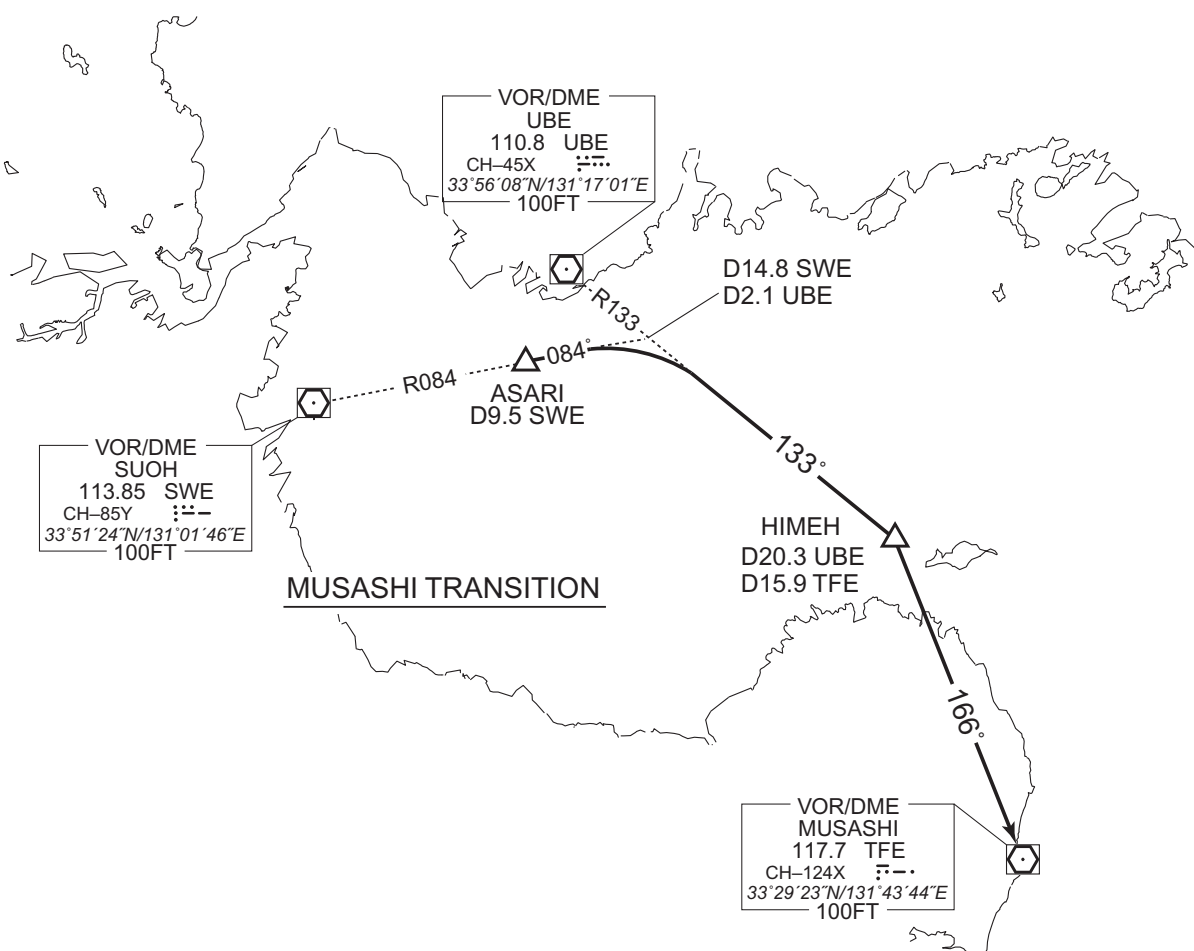 VOR/DME
UBE
110.8 UBE
CH–45X
33°56′08″N/131°17′01″E
100FT
D14.8 SWE
D2.1 UBE
R133
084°
R084
ASARI
D9.5 SWE
VOR/DME
SUOH
113.85 SWE
CH–85Y
33°51′24″N/131°01′46″E
100FT
133°
HIMEH
D20.3 UBE
D15.9 TFE
MUSASHI TRANSITION
166°
VOR/DME
MUSASHI
117.7 TFE
CH–124X
33°29′23″N/131°43′44″E
100FT